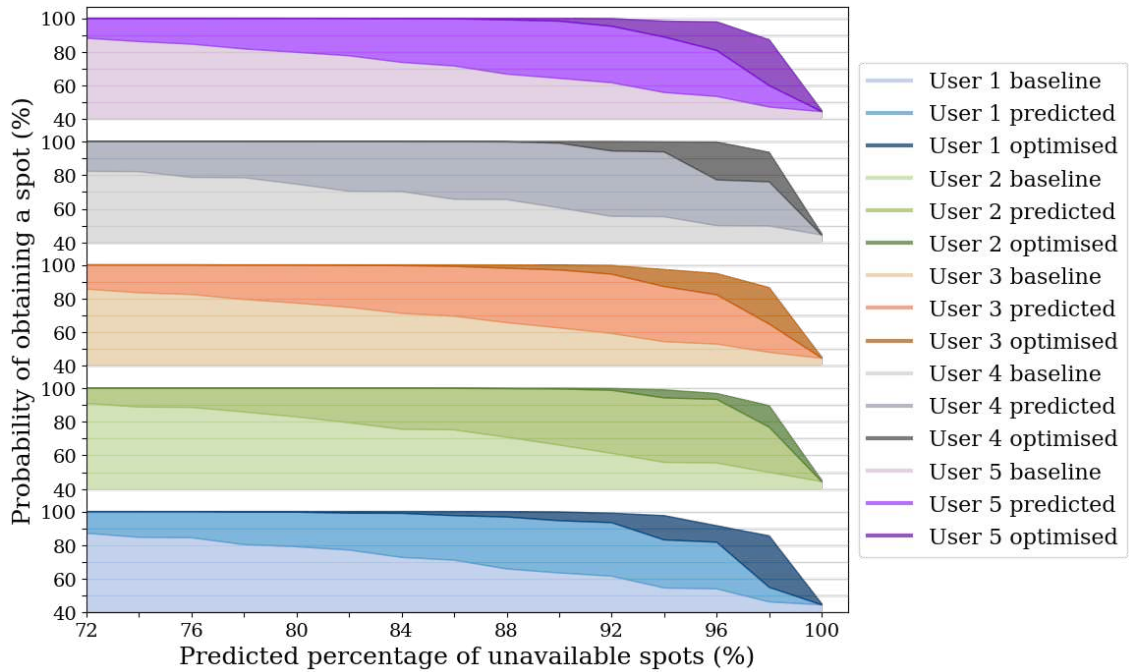 Probability of obtaining a spot (%)
100
80
60
40
100
80
60
40
100
80
60
40
100
80
60
40
100
80
60
40
72 76 80 84 88 92 96 100
Predicted percentage of unavailable spots (%)
User 1 baseline
User 1 predicted
User 1 optimised
User 2 baseline
User 2 predicted
User 2 optimised
User 3 baseline
User 3 predicted
User 3 optimised
User 4 baseline
User 4 predicted
User 4 optimised
User 5 baseline
User 5 predicted
User 5 optimised